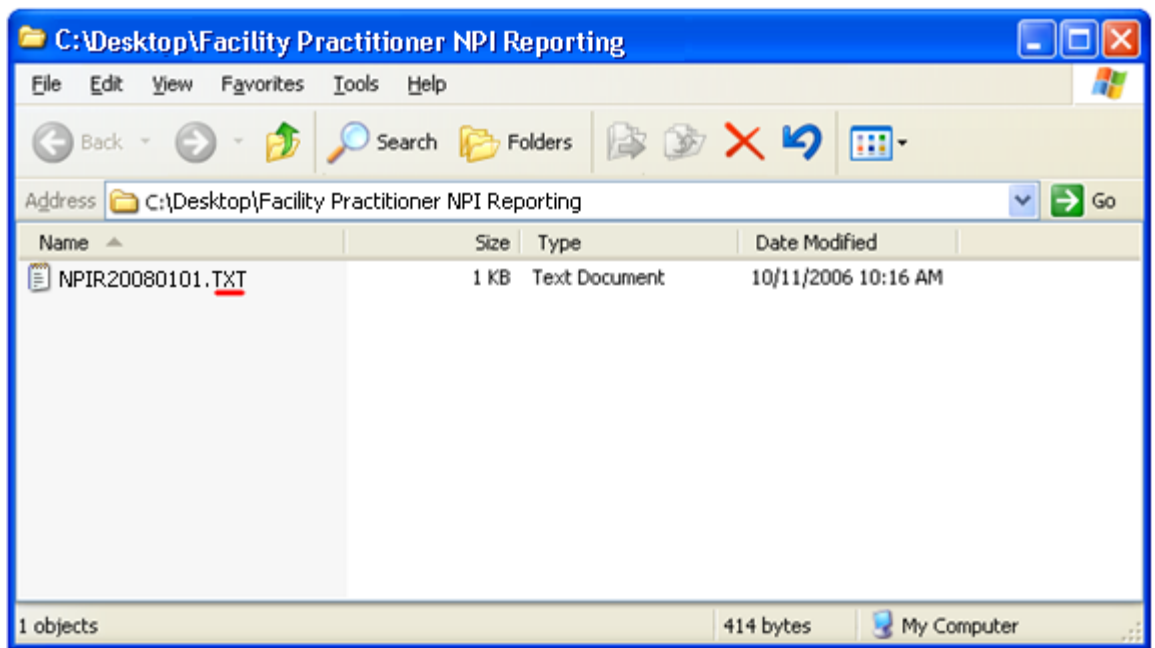 C:\Desktop\Facility Practitioner NPI Reporting
File Edit View Favorites Tools Help
Back Search Folders
Address C:\Desktop\Facility Practitioner NPI Reporting Go
Name Size Type Date Modified
NPIR20080101.TXT 1 KB Text Document 10/11/2006 10:16 AM
1 objects 414 bytes My Computer